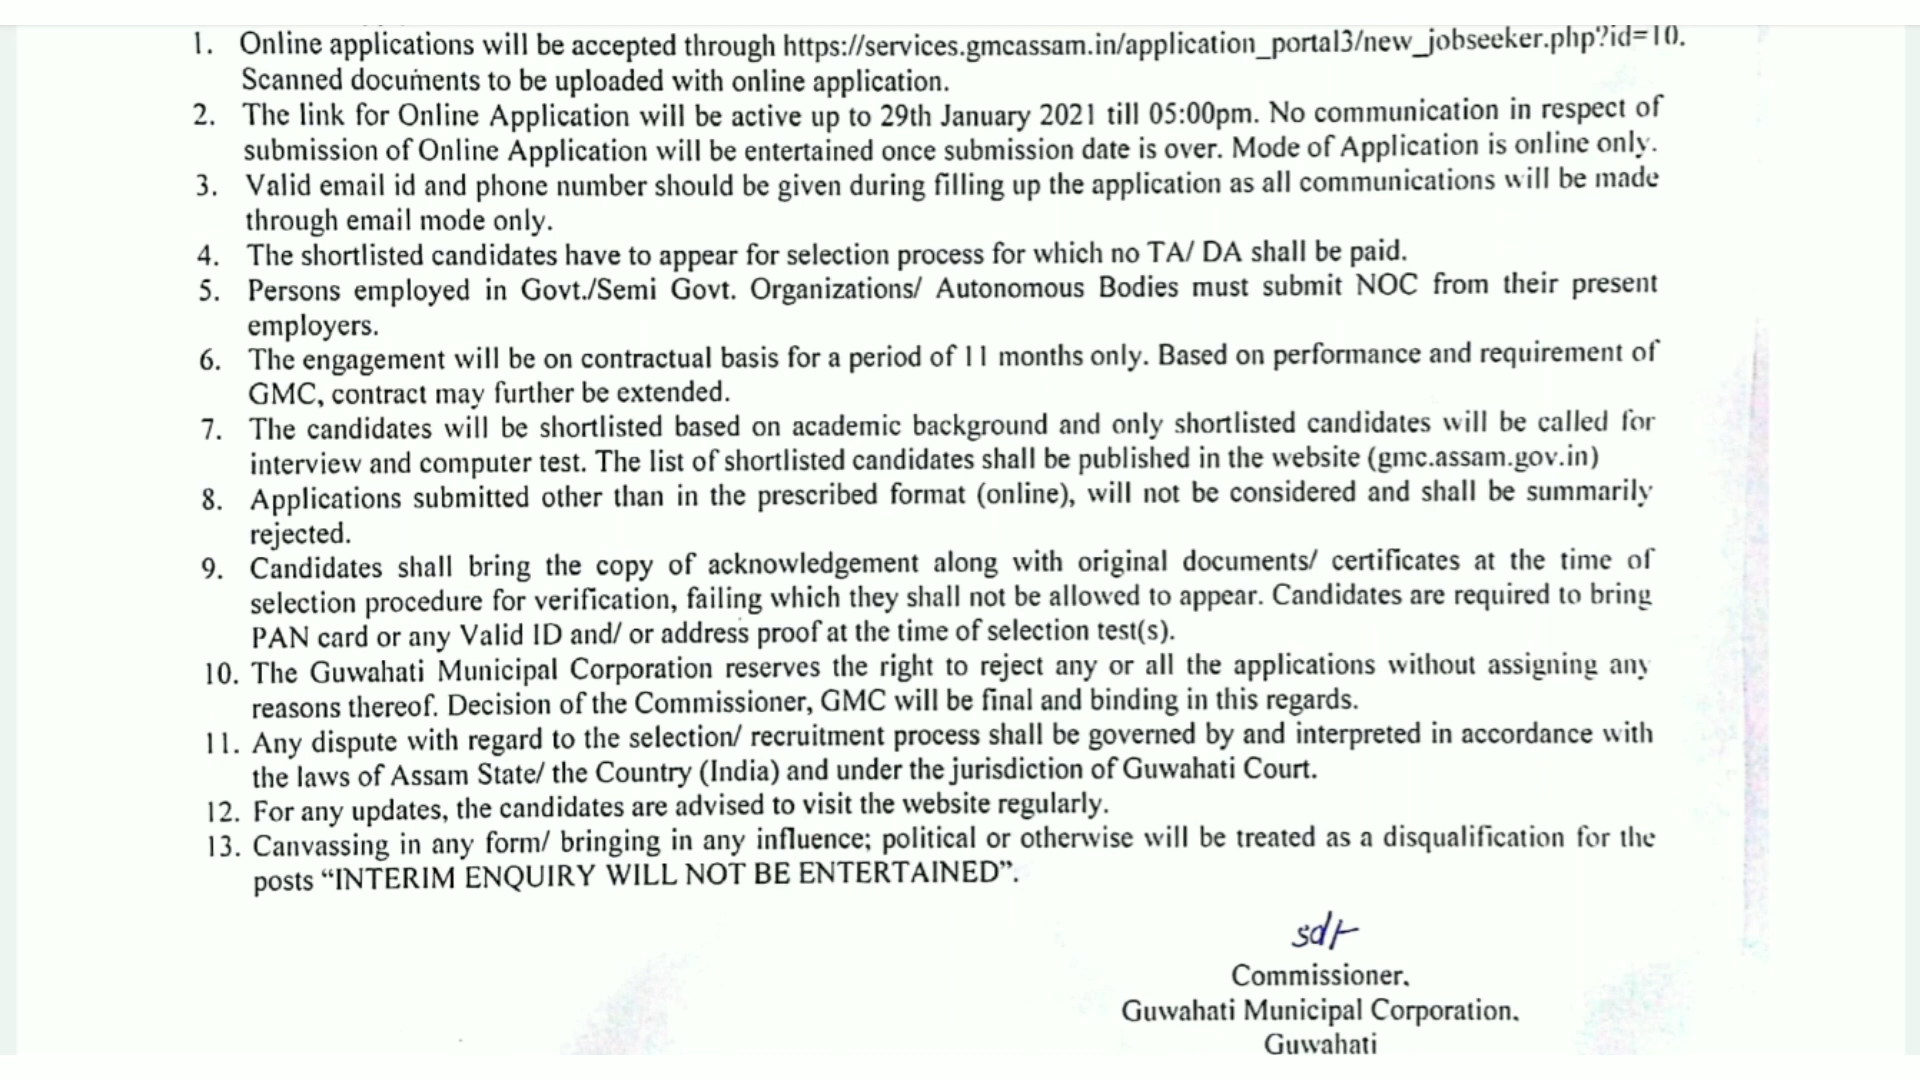 1. Online applications will be accepted through https://services.gmcassam.in/application_portal3/new_jobseeker.php?id=10.
Scanned documents to be uploaded with online application.
2. The link for Online Application will be active up to 29th January 2021 till 05:00pm. No communication in respect of
submission of Online Application will be entertained once submission date is over. Mode of Application is online only.
3. Valid email id and phone number should be given during filling up the application as all communications will be made
through email mode only.
4. The shortlisted candidates have to appear for selection process for which no TA/ DA shall be paid.
5. Persons employed in Govt./Semi Govt. Organizations/ Autonomous Bodies must submit NOC from their present
employers.
6. The engagement will be on contractual basis for a period of 11 months only. Based on performance and requirement of
GMC, contract may further be extended.
7. The candidates will be shortlisted based on academic background and only shortlisted candidates will be called for
interview and computer test. The list of shortlisted candidates shall be published in the website (gmc.assam.gov.in)
8. Applications submitted other than in the prescribed format (online), will not be considered and shall be summarily
rejected.
9. Candidates shall bring the copy of acknowledgement along with original documents/ certificates at the time of
selection procedure for verification, failing which they shall not be allowed to appear. Candidates are required to bring
PAN card or any Valid ID and/ or address proof at the time of selection test(s).
10. The Guwahati Municipal Corporation reserves the right to reject any or all the applications without assigning any
reasons thereof. Decision of the Commissioner, GMC will be final and binding in this regards.
11. Any dispute with regard to the selection/ recruitment process shall be governed by and interpreted in accordance with
the laws of Assam State/ the Country (India) and under the jurisdiction of Guwahati Court.
12. For any updates, the candidates are advised to visit the website regularly.
13. Canvassing in any form/ bringing in any influence; political or otherwise will be treated as a disqualification for the
posts “INTERIM ENQUIRY WILL NOT BE ENTERTAINED”.
sd/-
Commissioner,
Guwahati Municipal Corporation,
Guwahati